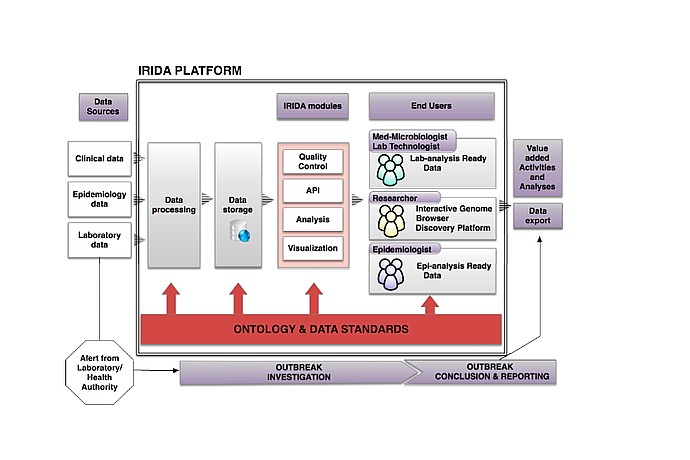 IRIDA PLATFORM
Data
Sources
IRIDA modules
End Users
Clinical data
Epidemiology
data
Laboratory
data
Data
processing
Data
storage
Quality
Control
API
Analysis
Visualization
Med-Microbiologist
Lab Technologist
Lab-analysis Ready
Data
Researcher
Interactive Genome
Browser
Discovery Platform
Epidemiologist
Epi-analysis Ready
Data
Value
added
Activities
and
Analyses
Data
export
ONTOLOGY & DATA STANDARDS
Alert from
Laboratory/
Health
Authority
OUTBREAK
INVESTIGATION
OUTBREAK
CONCLUSION & REPORTING